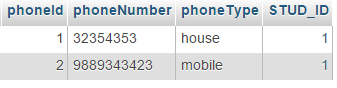 phoneId phoneNumber phoneType STUD_ID
1 32354353 house 1
2 9889343423 mobile 1